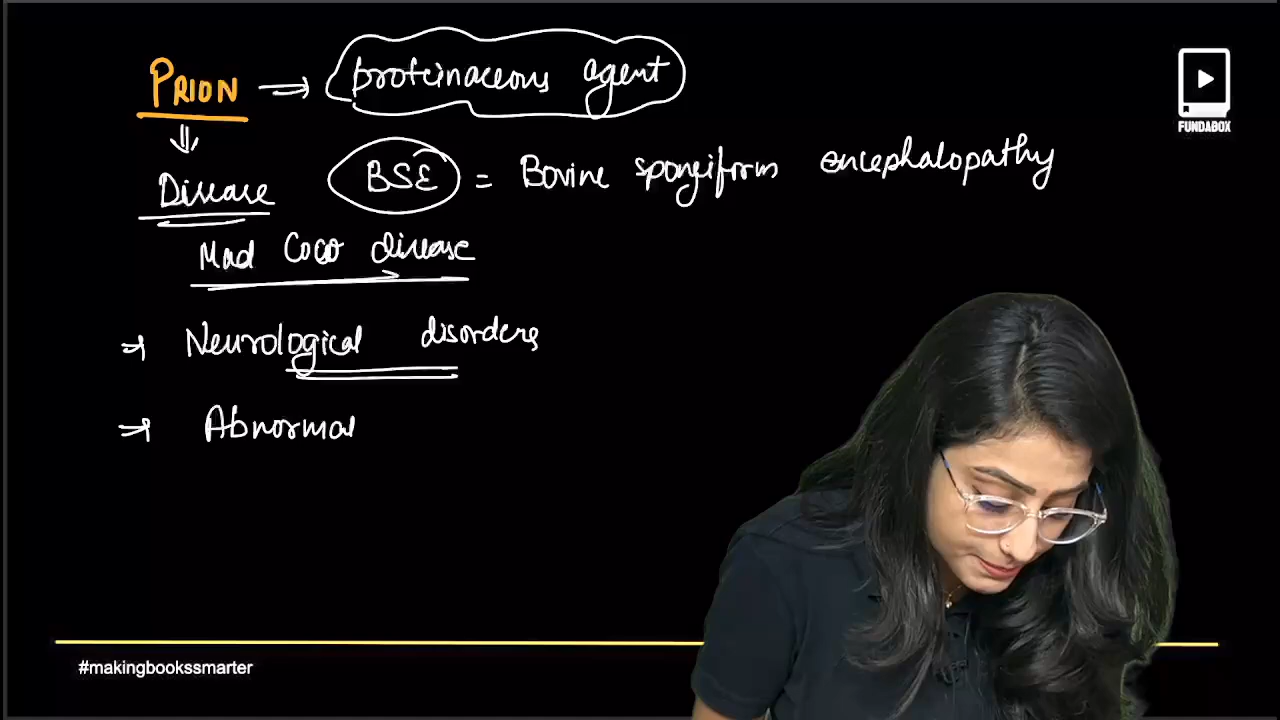 PRION ⇒ proteinaceous agent
FUNDABOX
⇓
Disease BSE = Bovine spongiform encephalopathy
Mad Cow disease
⇒ Neurological disorders
⇒ Abnormal
#makingbookssmarter